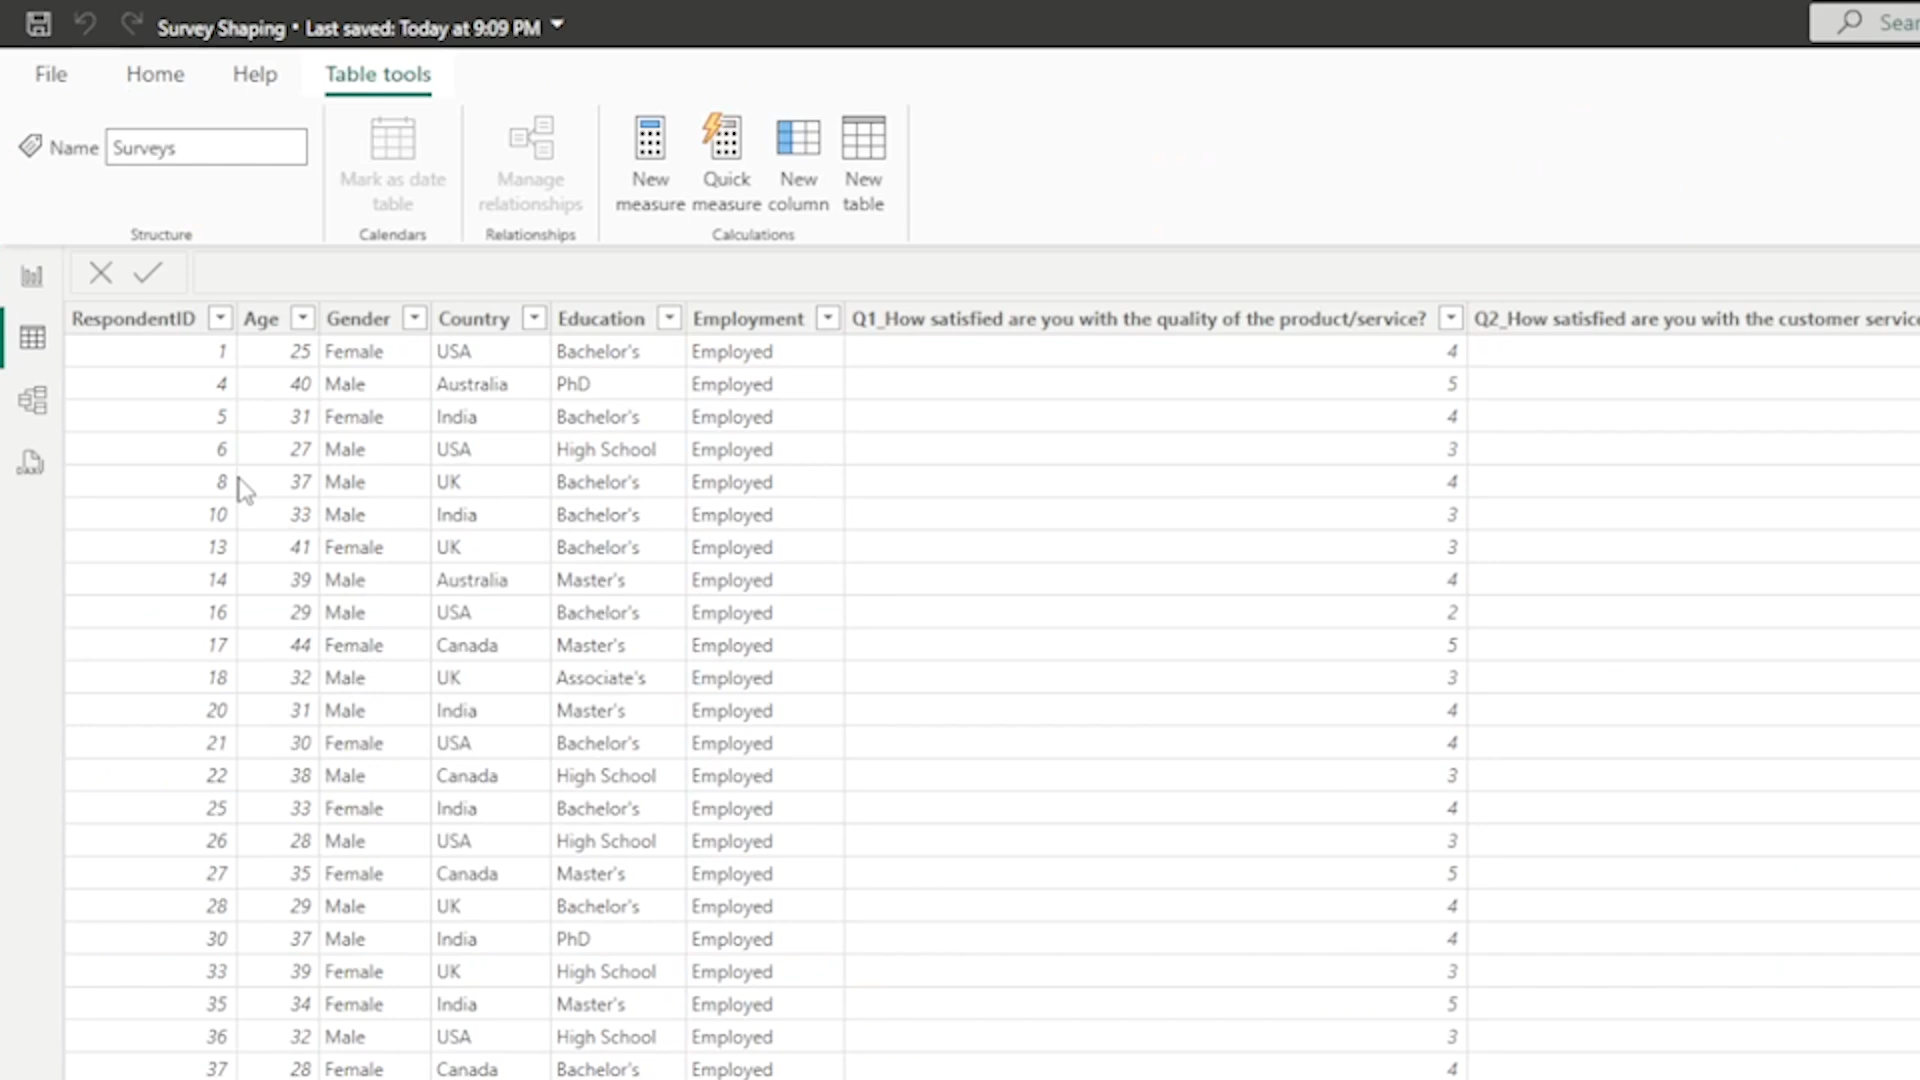 Survey Shaping • Last saved: Today at 9:09 PM
File Home Help Table tools
Name Surveys
Mark as date table
Manage relationships
New measure
Quick measure
New column
New table
Structure Calendars Relationships Calculations
RespondentID Age Gender Country Education Employment Q1_How satisfied are you with the quality of the product/service? Q2_How satisfied are you with the customer service
1 25 Female USA Bachelor's Employed 4
4 40 Male Australia PhD Employed 5
5 31 Female India Bachelor's Employed 4
6 27 Male USA High School Employed 3
8 37 Male UK Bachelor's Employed 4
10 33 Male India Bachelor's Employed 3
13 41 Female UK Bachelor's Employed 3
14 39 Male Australia Master's Employed 4
16 29 Male USA Bachelor's Employed 2
17 44 Female Canada Master's Employed 5
18 32 Male UK Associate's Employed 3
20 31 Male India Master's Employed 4
21 30 Female USA Bachelor's Employed 4
22 38 Male Canada High School Employed 3
25 33 Female India Bachelor's Employed 4
26 28 Male USA High School Employed 3
27 35 Female Canada Master's Employed 5
28 29 Male UK Bachelor's Employed 4
30 37 Male India PhD Employed 4
33 39 Female UK High School Employed 3
35 34 Female India Master's Employed 5
36 32 Male USA High School Employed 3
37 28 Female Canada Bachelor's Employed 4